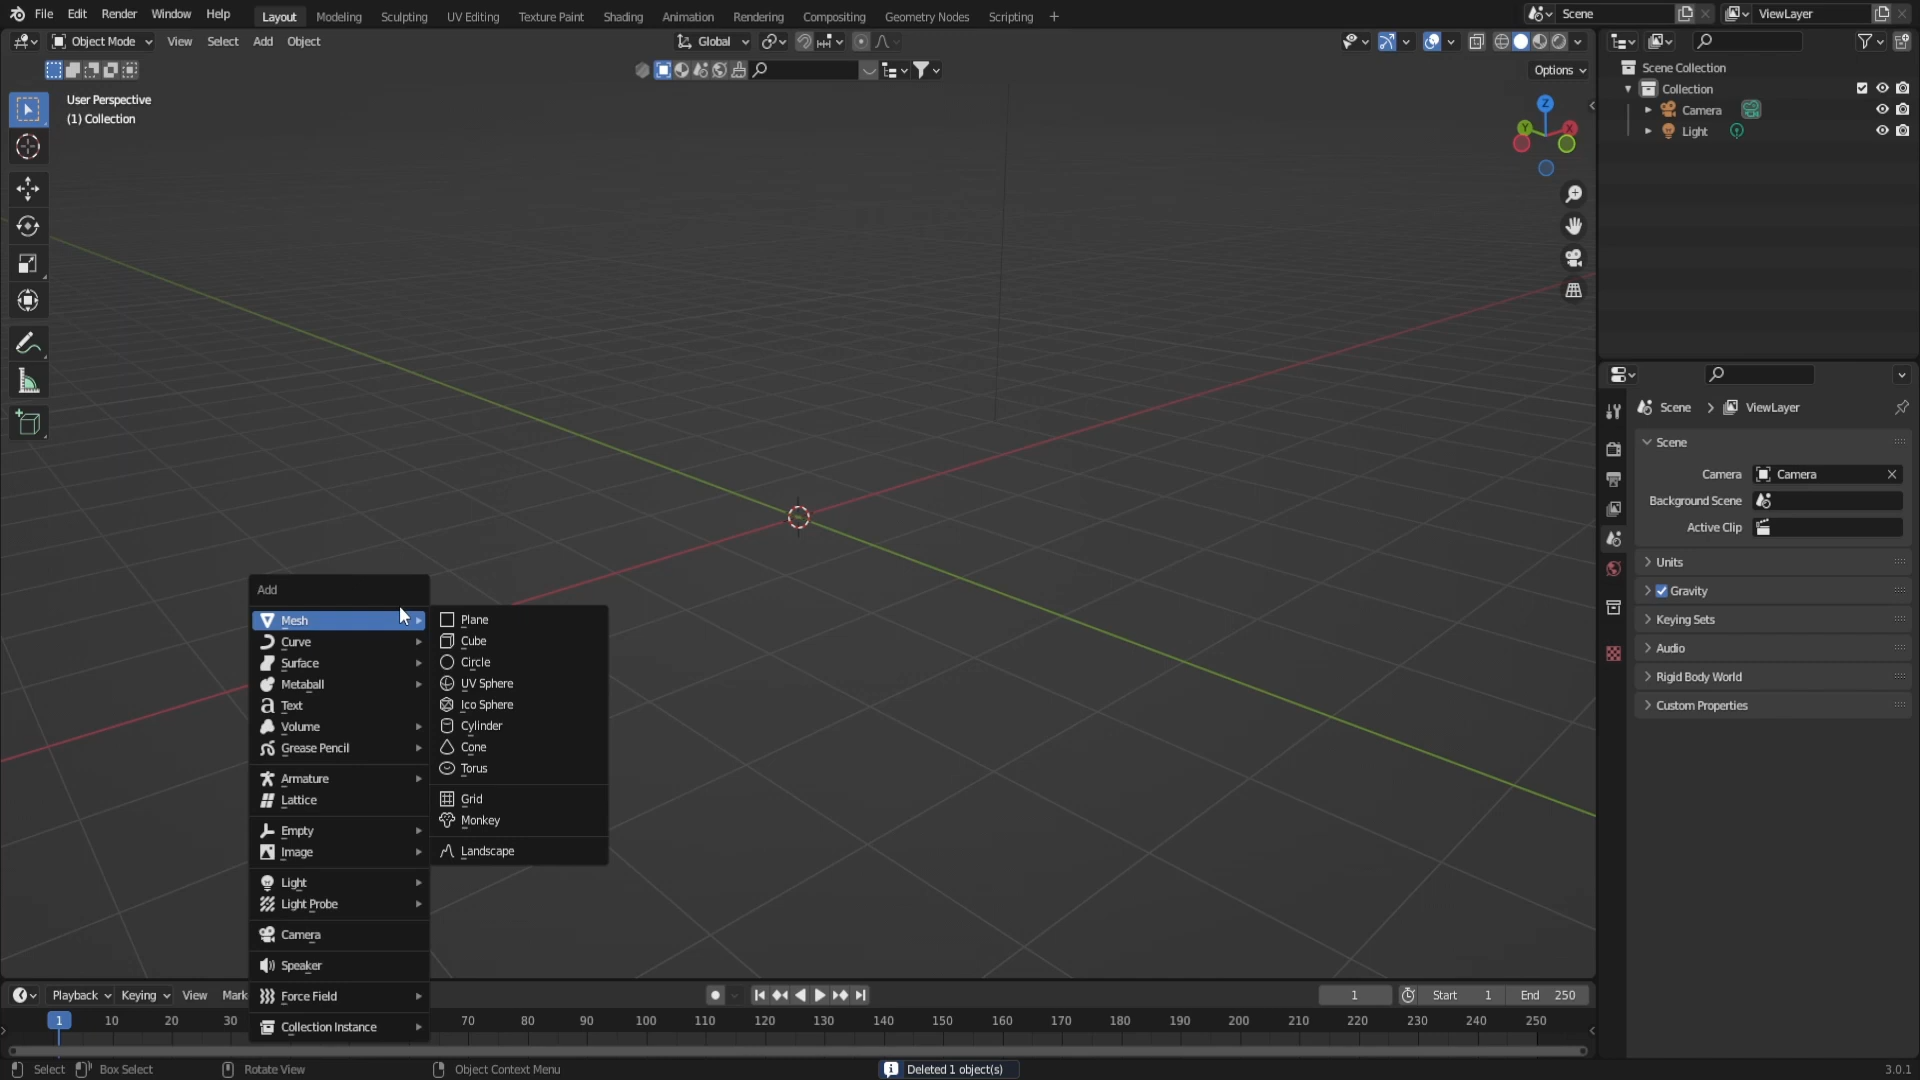 File Edit Render Window Help Layout Modeling Sculpting UV Editing Texture Paint Shading Animation Rendering Compositing Geometry Nodes Scripting + Scene ViewLayer
Object Mode View Select Add Object Global
Options
User Perspective
(1) Collection
Z
Y X
Scene Collection
Collection
Camera
Light
Scene ViewLayer
Scene
Camera Camera
Background Scene
Active Clip
Units
Gravity
Keying Sets
Audio
Rigid Body World
Custom Properties
Add
Mesh
Curve
Surface
Metaball
Text
Volume
Grease Pencil
Armature
Lattice
Empty
Image
Light
Light Probe
Camera
Speaker
Force Field
Collection Instance
Plane
Cube
Circle
UV Sphere
Ico Sphere
Cylinder
Cone
Torus
Grid
Monkey
Landscape
Playback Keying View Mark 1 Start 1 End 250
1 10 20 30 70 80 90 100 110 120 130 140 150 160 170 180 190 200 210 220 230 240 250
Select Box Select Rotate View Object Context Menu Deleted 1 object(s) 3.0.1